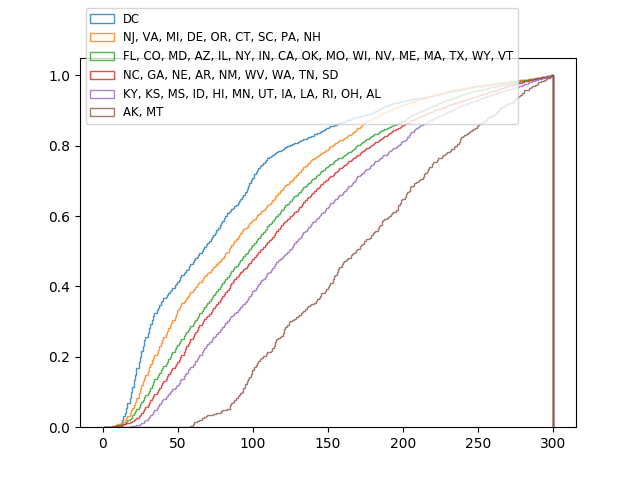 DC
NJ, VA, MI, DE, OR, CT, SC, PA, NH
FL, CO, MD, AZ, IL, NY, IN, CA, OK, MO, WI, NV, ME, MA, TX, WY, VT
NC, GA, NE, AR, NM, WV, WA, TN, SD
KY, KS, MS, ID, HI, MN, UT, IA, LA, RI, OH, AL
AK, MT
1.0
0.8
0.6
0.4
0.2
0.0
0 50 100 150 200 250 300